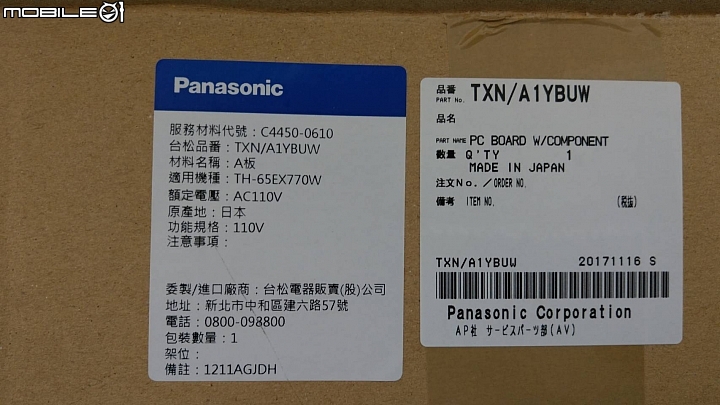 MOBILE01
Panasonic
服務材料代號：C4450-0610
台松品番：TXN/A1YBUW
材料名稱：A板
適用機種：TH-65EX770W
額定電壓：AC110V
原產地：日本
功能規格：110V
注意事項：
委製/進口廠商：台松電器販賣(股)公司
地址：新北市中和區建六路57號
電話：0800-098800
包裝數量：1
架位：
備註：1211AGJDH
品番 TXN/A1YBUW
PART No.
品名
PART NAME PC BOARD W/COMPONENT
数量 Q'TY 1
MADE IN JAPAN
注文No.／ORDER NO.
備考 ITEM NO. (税抜)
TXN/A1YBUW 20171116 S
Panasonic Corporation
AP社 サービスパーツ部(AV)